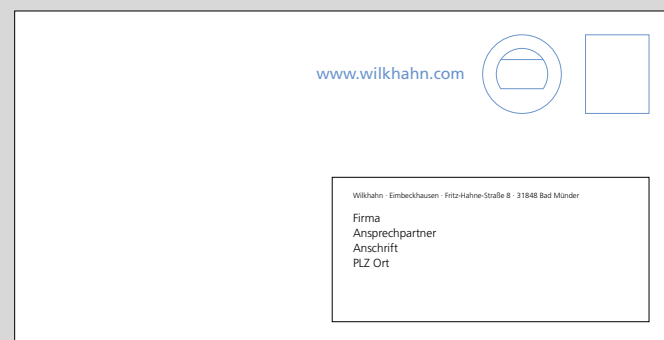 www.wilkhahn.com
Wilkhahn · Eimbeckhausen · Fritz-Hahne-Straße 8 · 31848 Bad Münder
Firma
Ansprechpartner
Anschrift
PLZ Ort